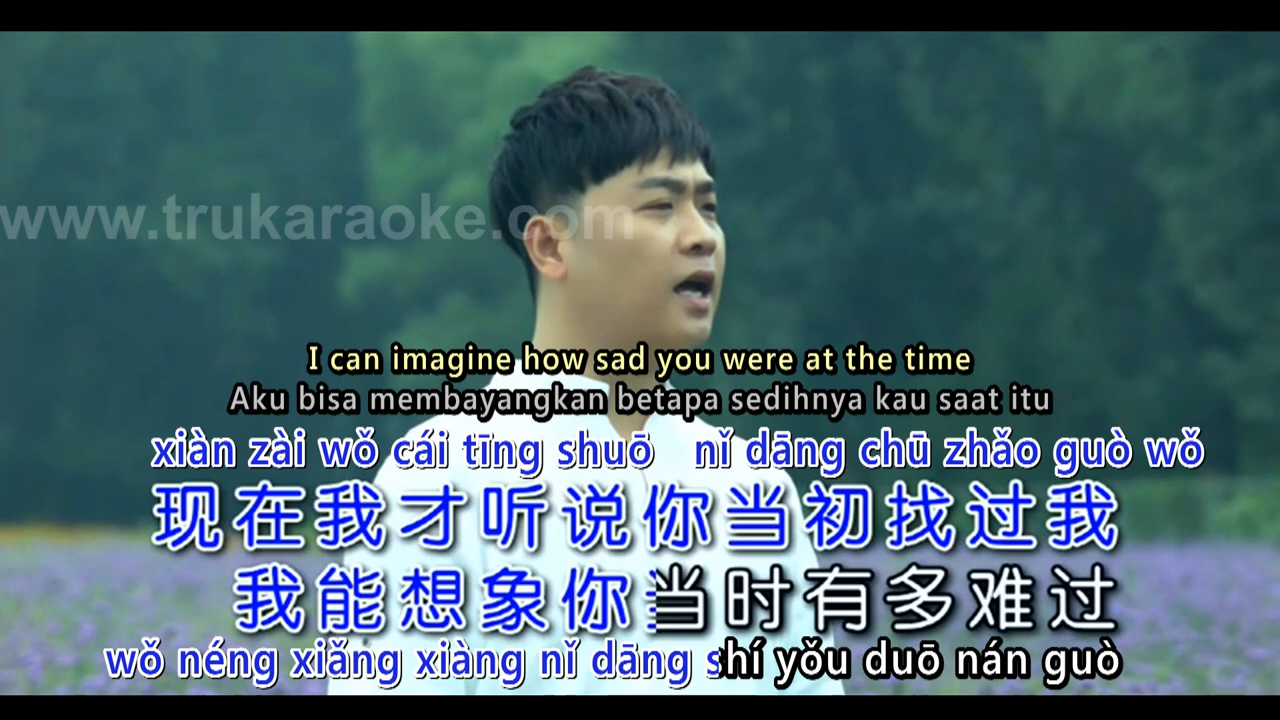 www.trukaraoke.com
I can imagine how sad you were at the time
Aku bisa membayangkan betapa sedihnya kau saat itu
xiàn zài wǒ cái tīng shuō nǐ dāng chū zhǎo guò wǒ
现在我才听说你当初找过我
我能想象你当时有多难过
wǒ néng xiǎng xiàng nǐ dāng shí yǒu duō nán guò